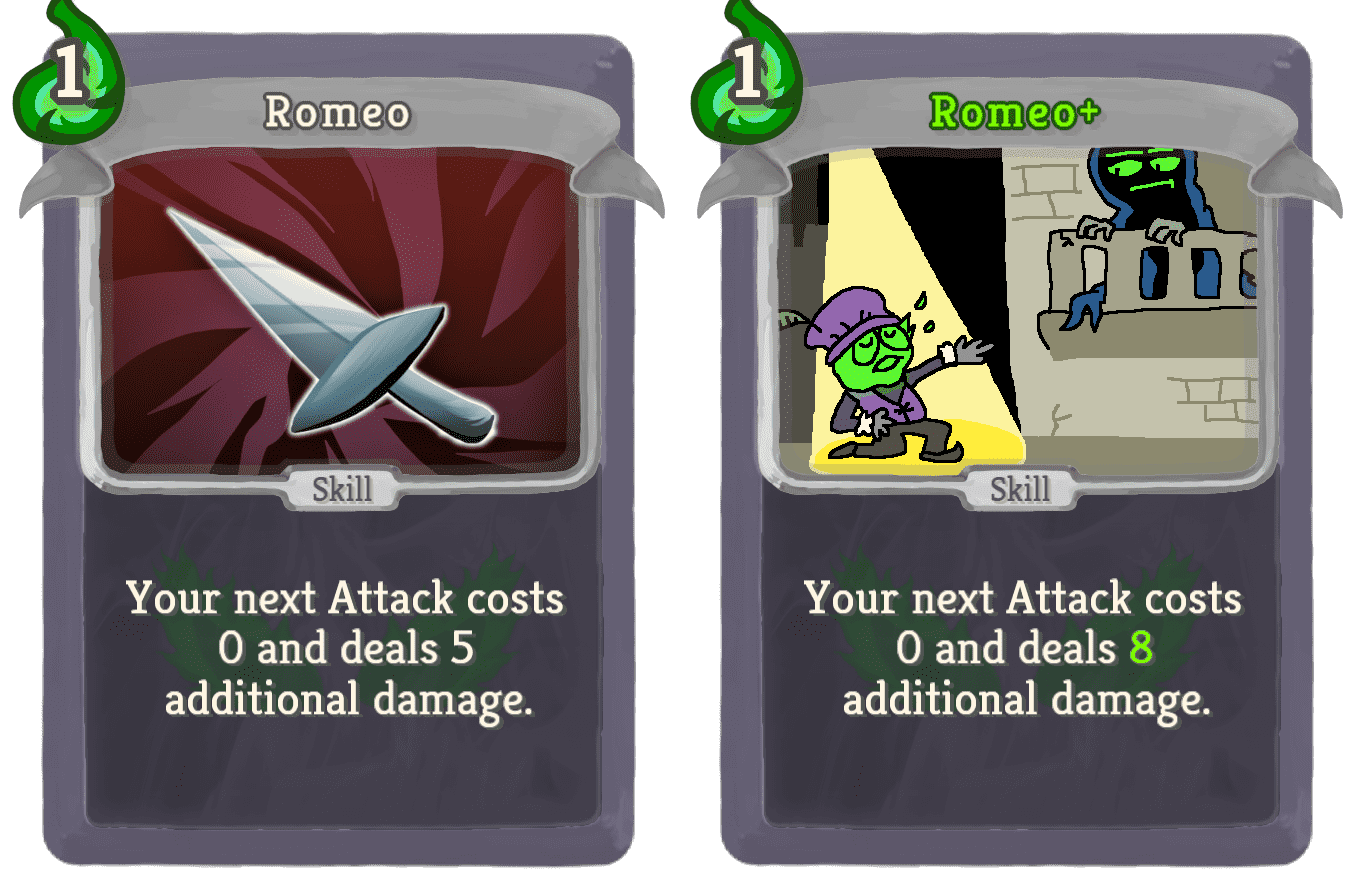 1
Romeo
Skill
Your next Attack costs
0 and deals 5
additional damage.
1
Romeo+
Skill
Your next Attack costs
0 and deals 8
additional damage.